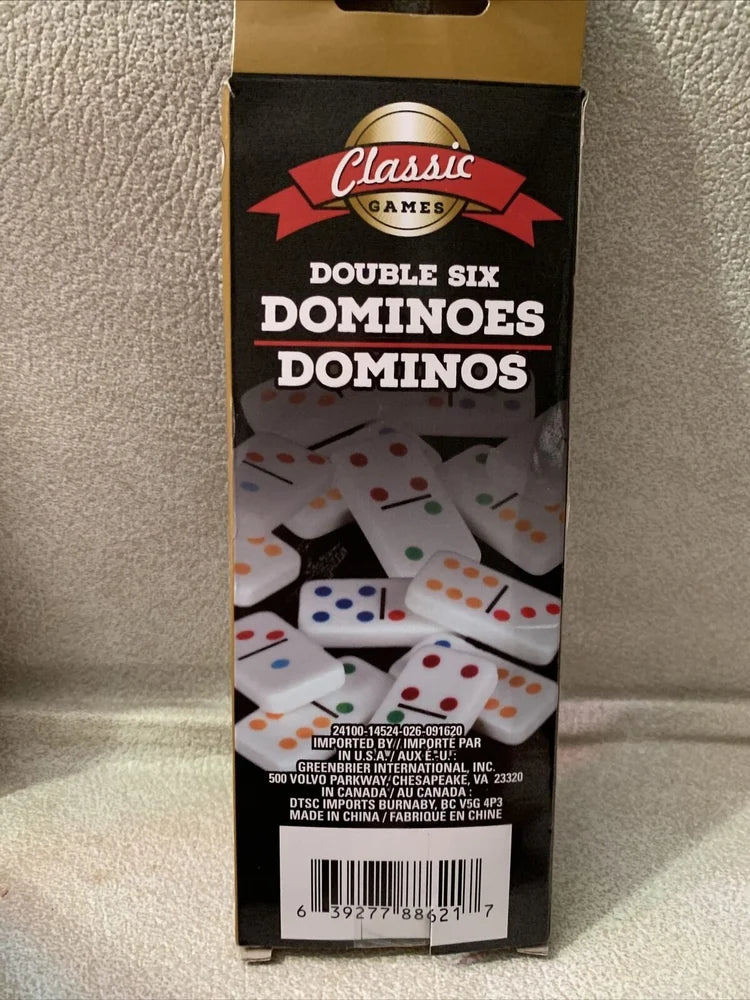 Classic
GAMES
DOUBLE SIX
DOMINOES
DOMINOS
24100-14524-026-091620
IMPORTED BY / IMPORTÉ PAR
IN U.S.A. / AUX É.-U. :
GREENBRIER INTERNATIONAL, INC.
500 VOLVO PARKWAY, CHESAPEAKE, VA 23320
IN CANADA / AU CANADA :
DTSC IMPORTS BURNABY, BC V5G 4P3
MADE IN CHINA / FABRIQUÉ EN CHINE
6 39277 88621 7